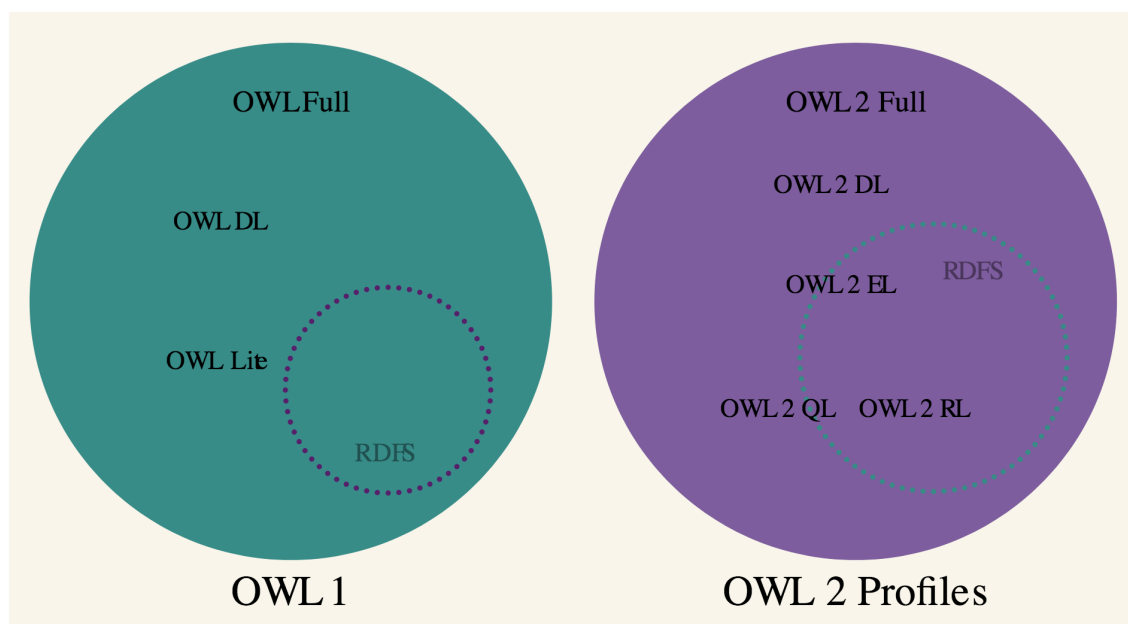 OWL Full
OWL DL
OWL Lite
RDFS
OWL 1
OWL 2 Full
OWL 2 DL
RDFS
OWL 2 EL
OWL 2 QL
OWL 2 RL
OWL 2 Profiles